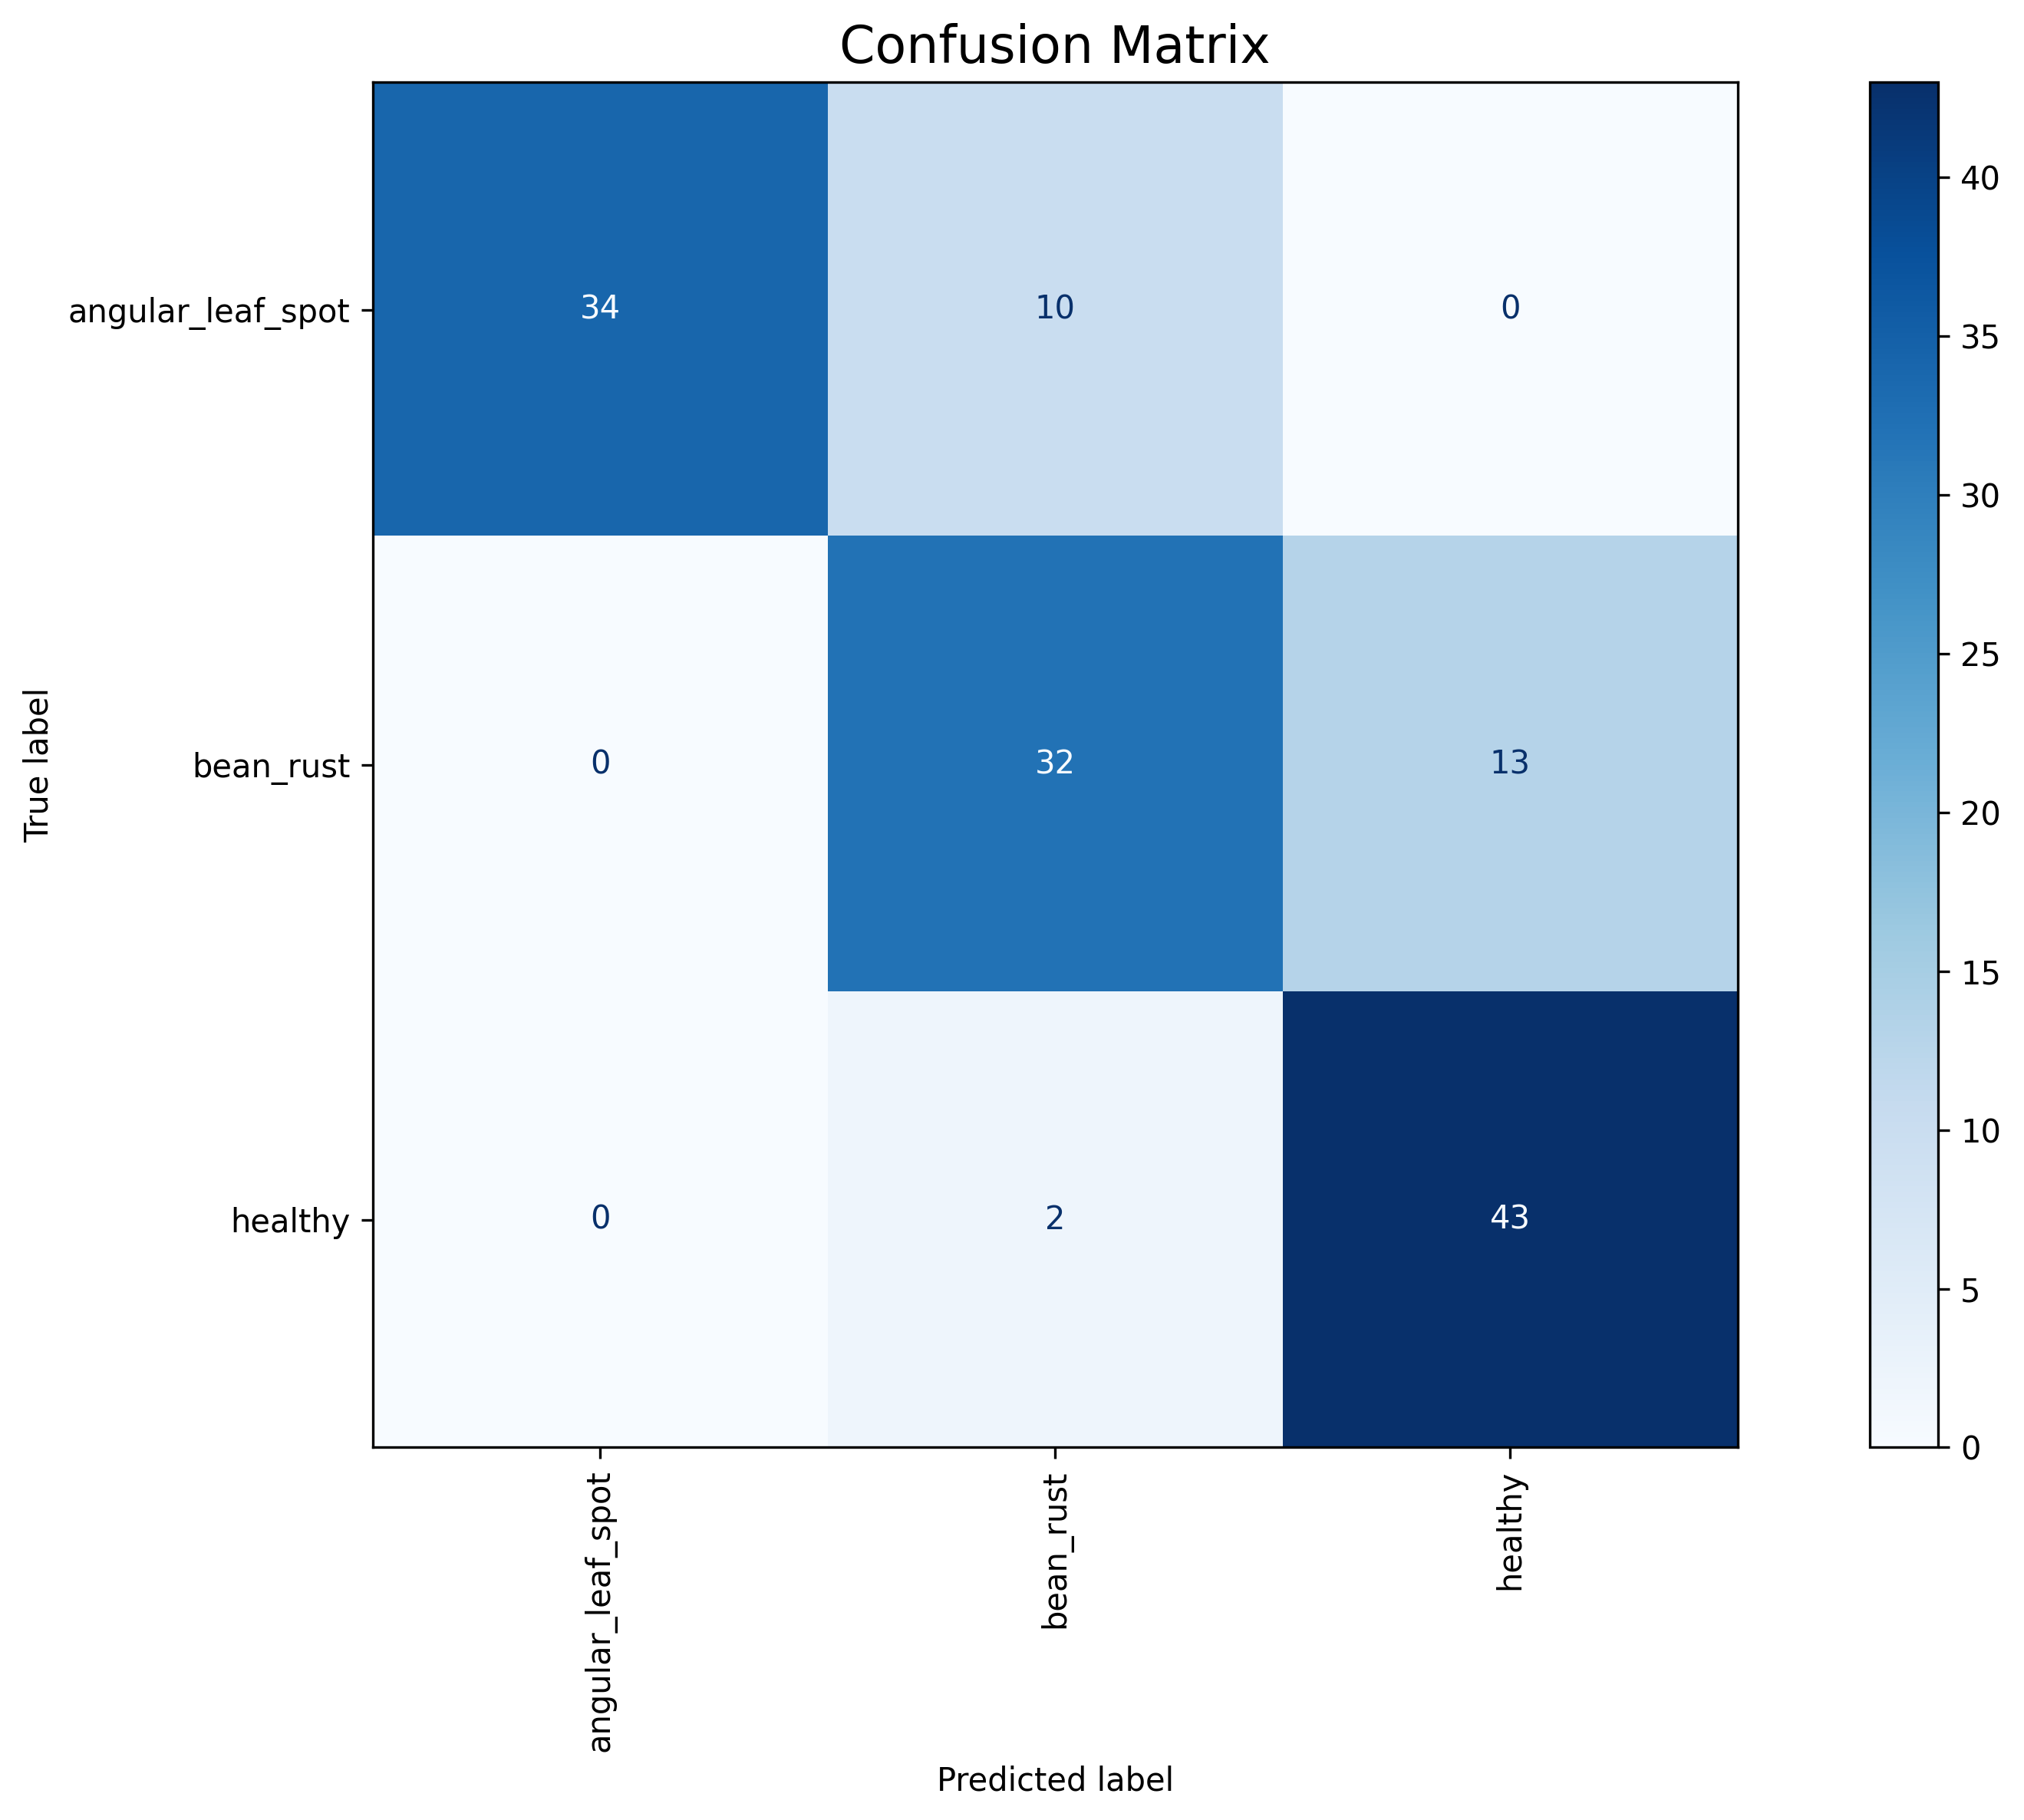 Confusion Matrix
True label
angular_leaf_spot
34 10 0
bean_rust
0 32 13
healthy
0 2 43
angular_leaf_spot
bean_rust
healthy
Predicted label
40
35
30
25
20
15
10
5
0